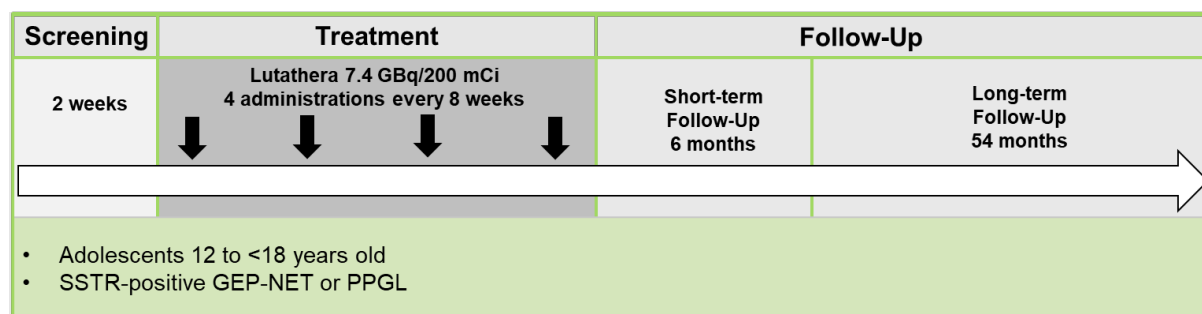 Screening
Treatment
Follow-Up
2 weeks
Lutathera 7.4 GBq/200 mCi
4 administrations every 8 weeks
Short-term
Follow-Up
6 months
Long-term
Follow-Up
54 months
• Adolescents 12 to <18 years old
• SSTR-positive GEP-NET or PPGL